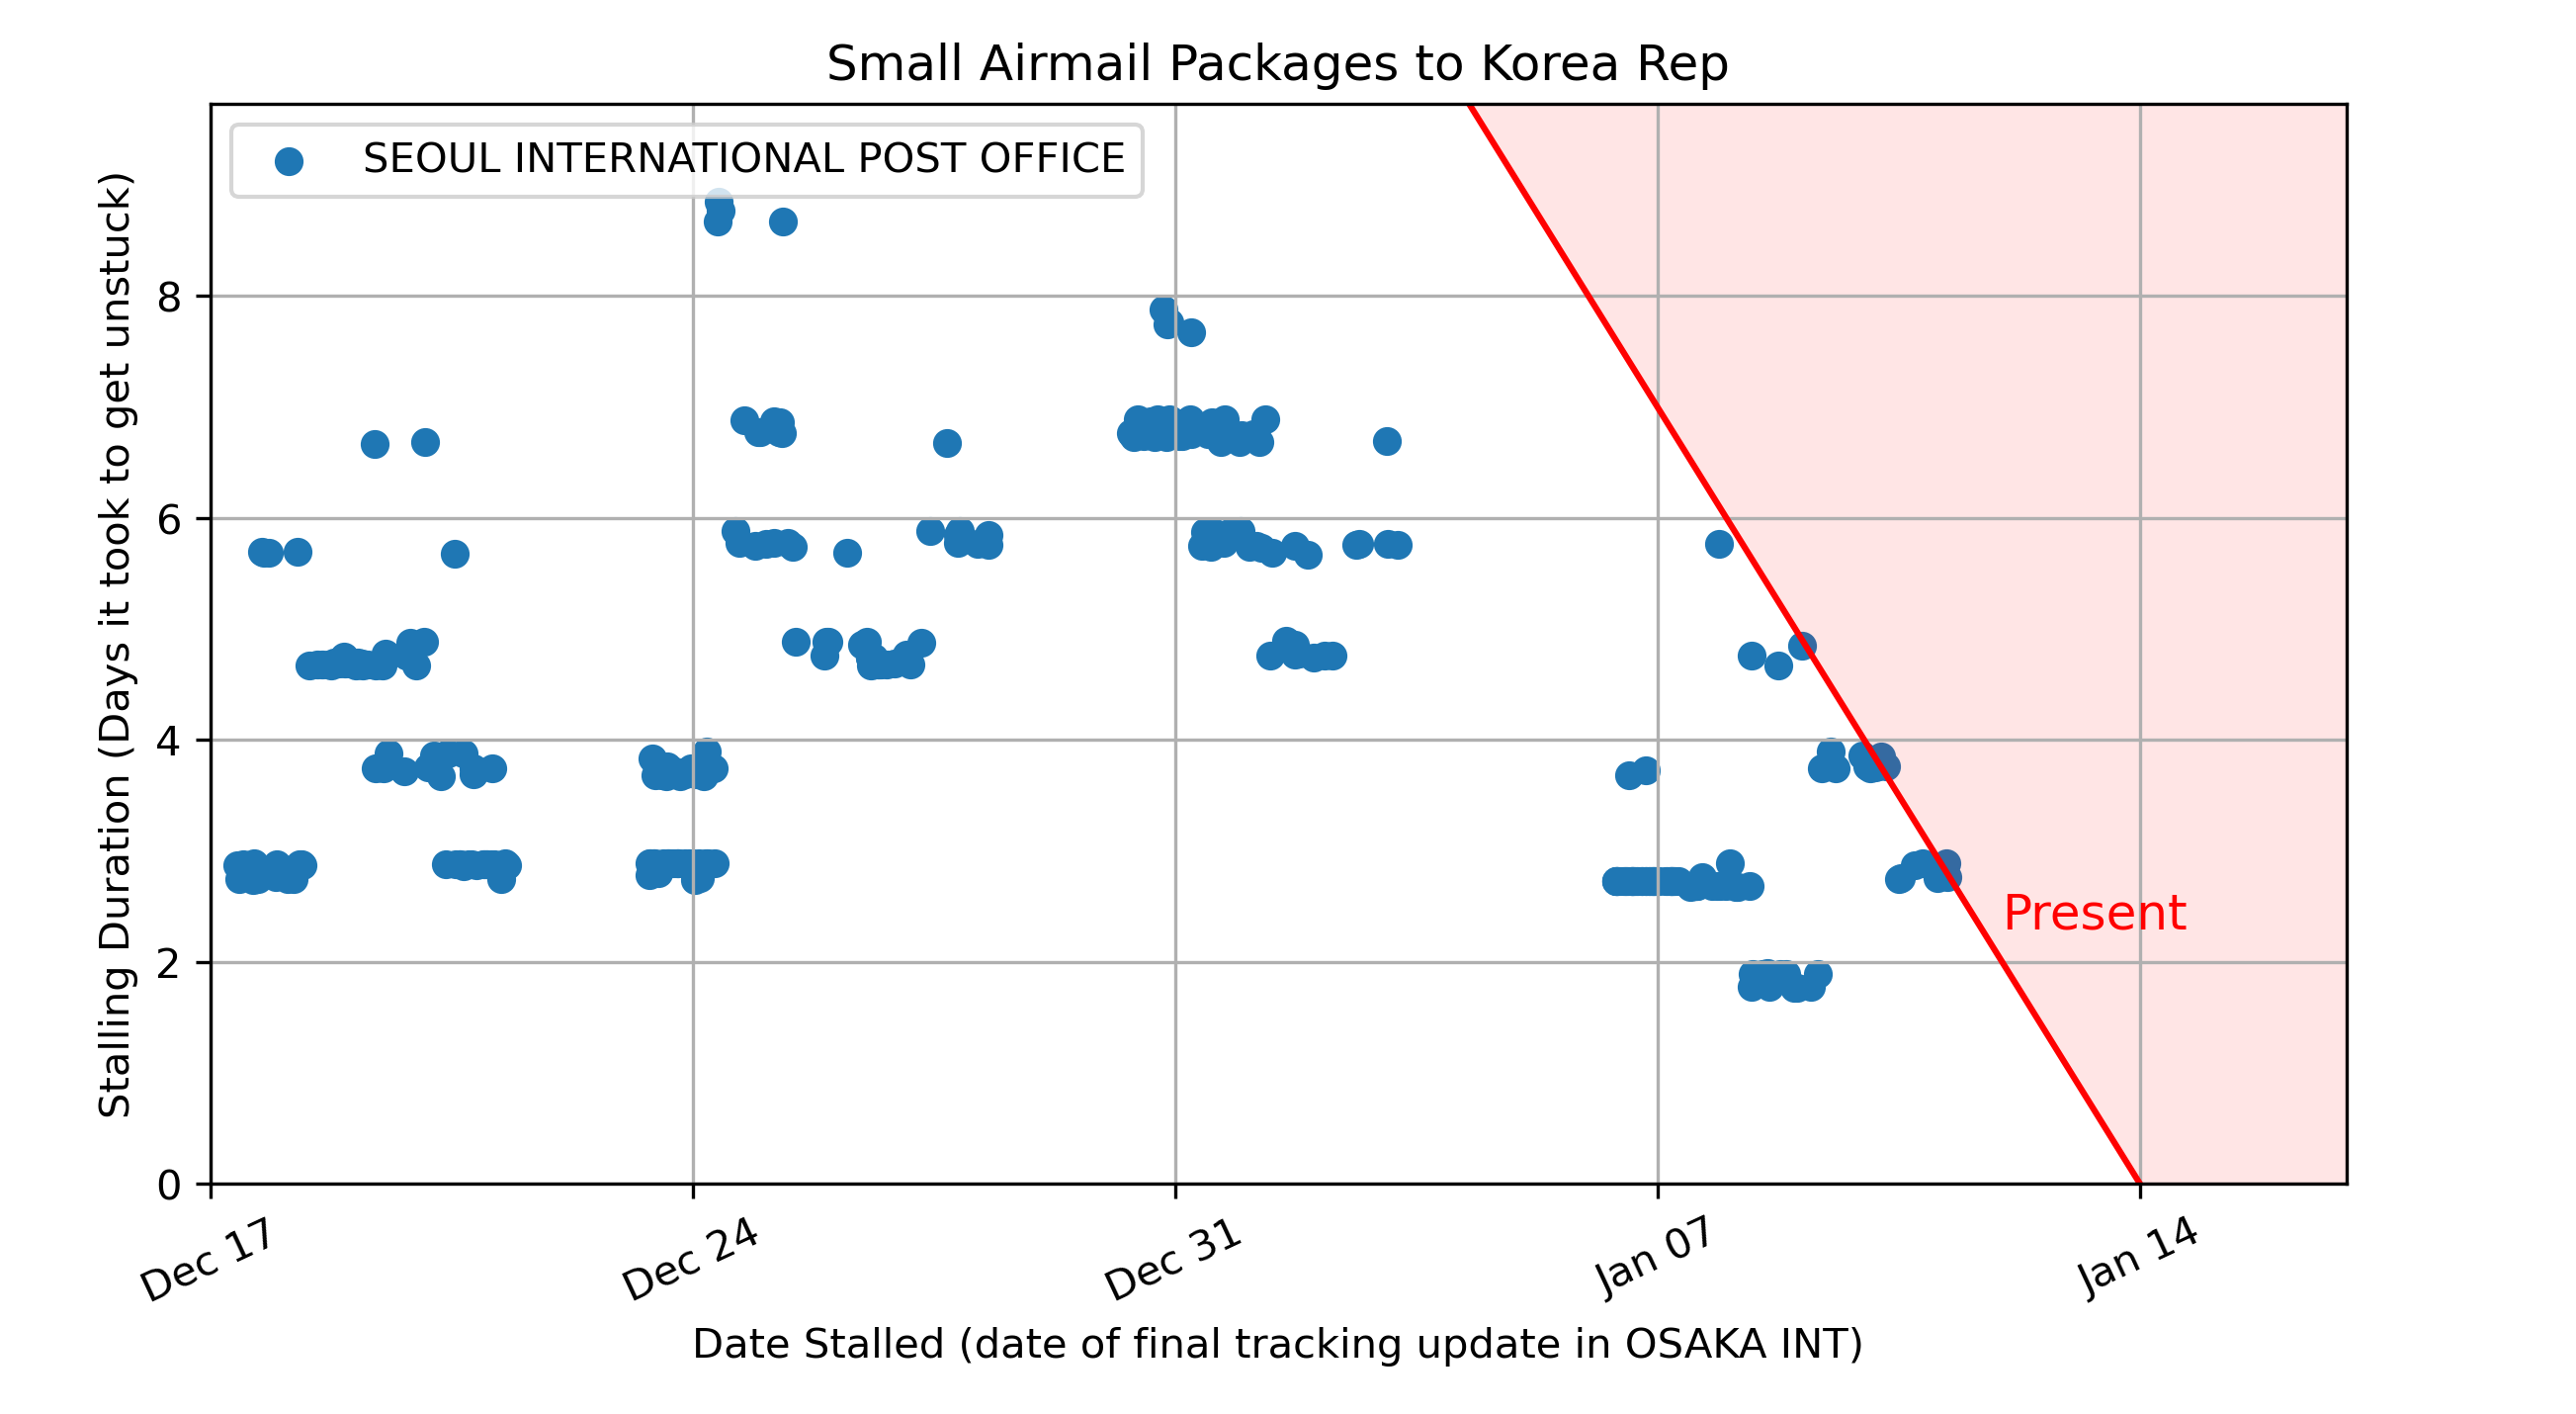 Small Airmail Packages to Korea Rep
SEOUL INTERNATIONAL POST OFFICE
Stalling Duration (Days it took to get unstuck)
8
6
4
2
0
Present
Dec 17
Dec 24
Dec 31
Jan 07
Jan 14
Date Stalled (date of final tracking update in OSAKA INT)